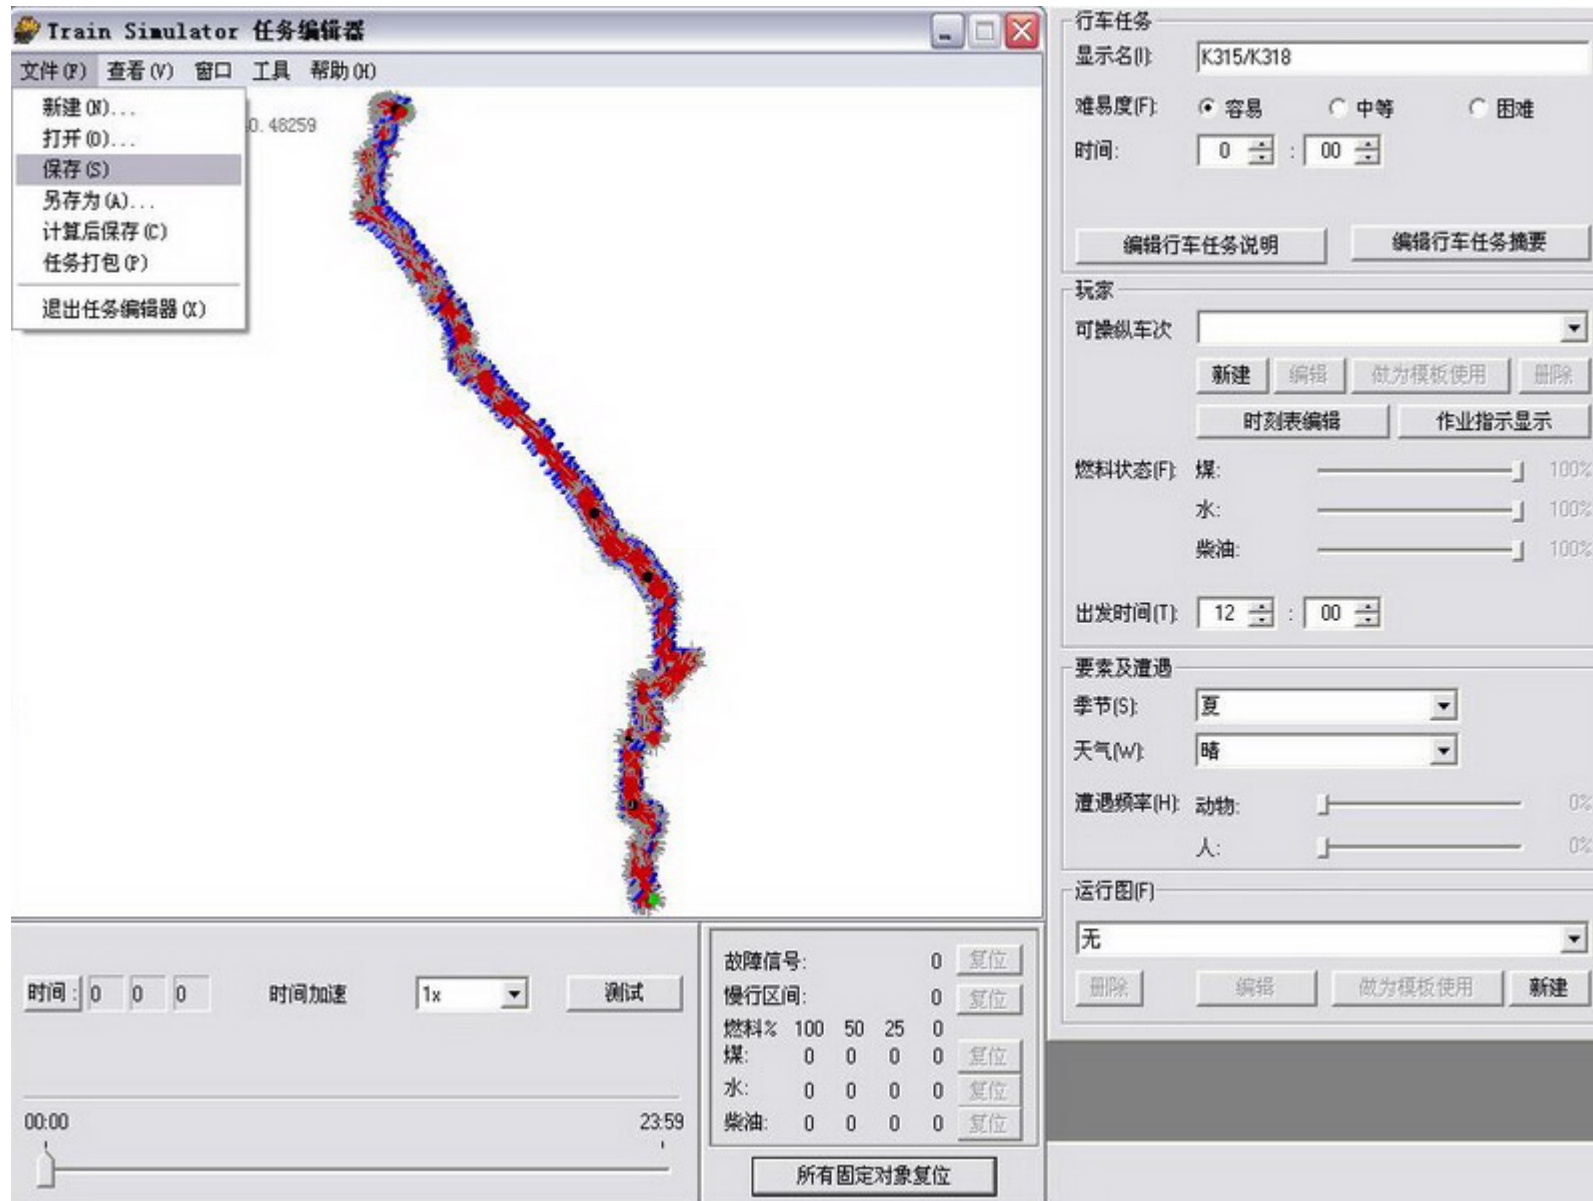 Train Simulator 任务编辑器
文件(F) 查看(V) 窗口 工具 帮助(H)
新建(N)...
打开(O)...
保存(S)
另存为(A)...
计算后保存(C)
任务打包(P)
退出任务编辑器(X)
0.48259
行车任务
显示名(I): K315/K318
难易度(F): 容易 中等 困难
时间: 0 : 00
编辑行车任务说明 编辑行车任务摘要
玩家
可操纵车次
新建 编辑 做为模板使用 删除
时刻表编辑 作业指示显示
燃料状态(F): 煤: 100%
水: 100%
柴油: 100%
出发时间(T): 12 : 00
要素及遭遇
季节(S): 夏
天气(W): 晴
遭遇频率(H): 动物: 0%
人: 0%
运行图(F)
无
删除 编辑 做为模板使用 新建
时间: 0 0 0 时间加速 1x 测试
00:00 23:59
故障信号: 0 复位
慢行区间: 0 复位
燃料% 100 50 25 0
煤: 0 0 0 0 复位
水: 0 0 0 0 复位
柴油: 0 0 0 0 复位
所有固定对象复位